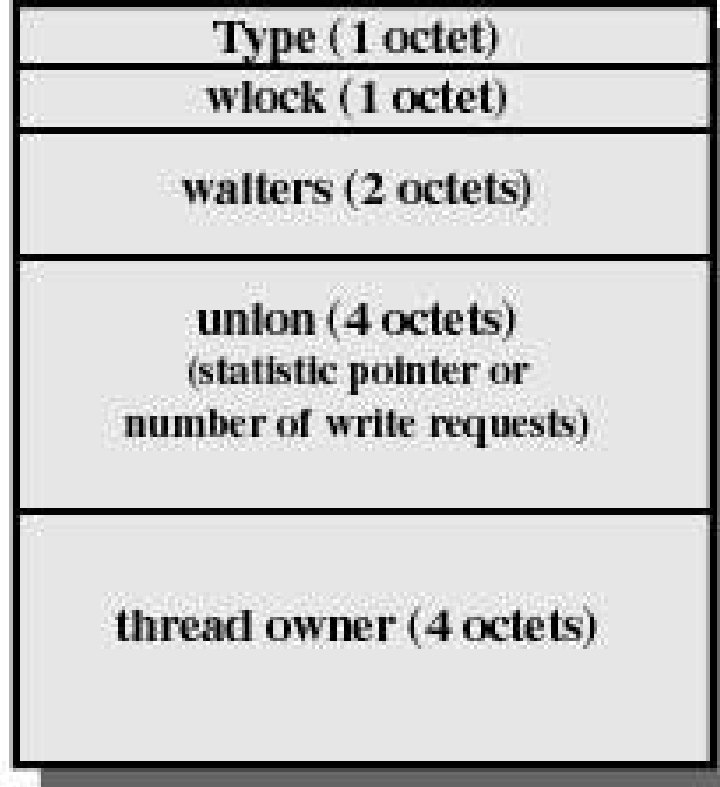 Type (1 octet)
wlock (1 octet)
waiters (2 octets)
union (4 octets)
(statistic pointer or
number of write requests)
thread owner (4 octets)